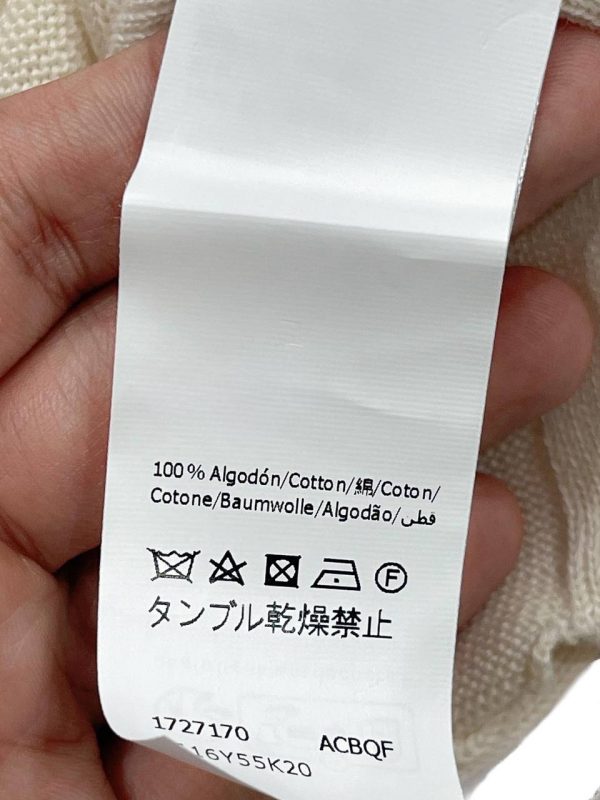 100% Algodón/Cotton/綿/Coton/
Cotone/Baumwolle/Algodão/قطن
F
タンブル乾燥禁止
1727170
ACBQF